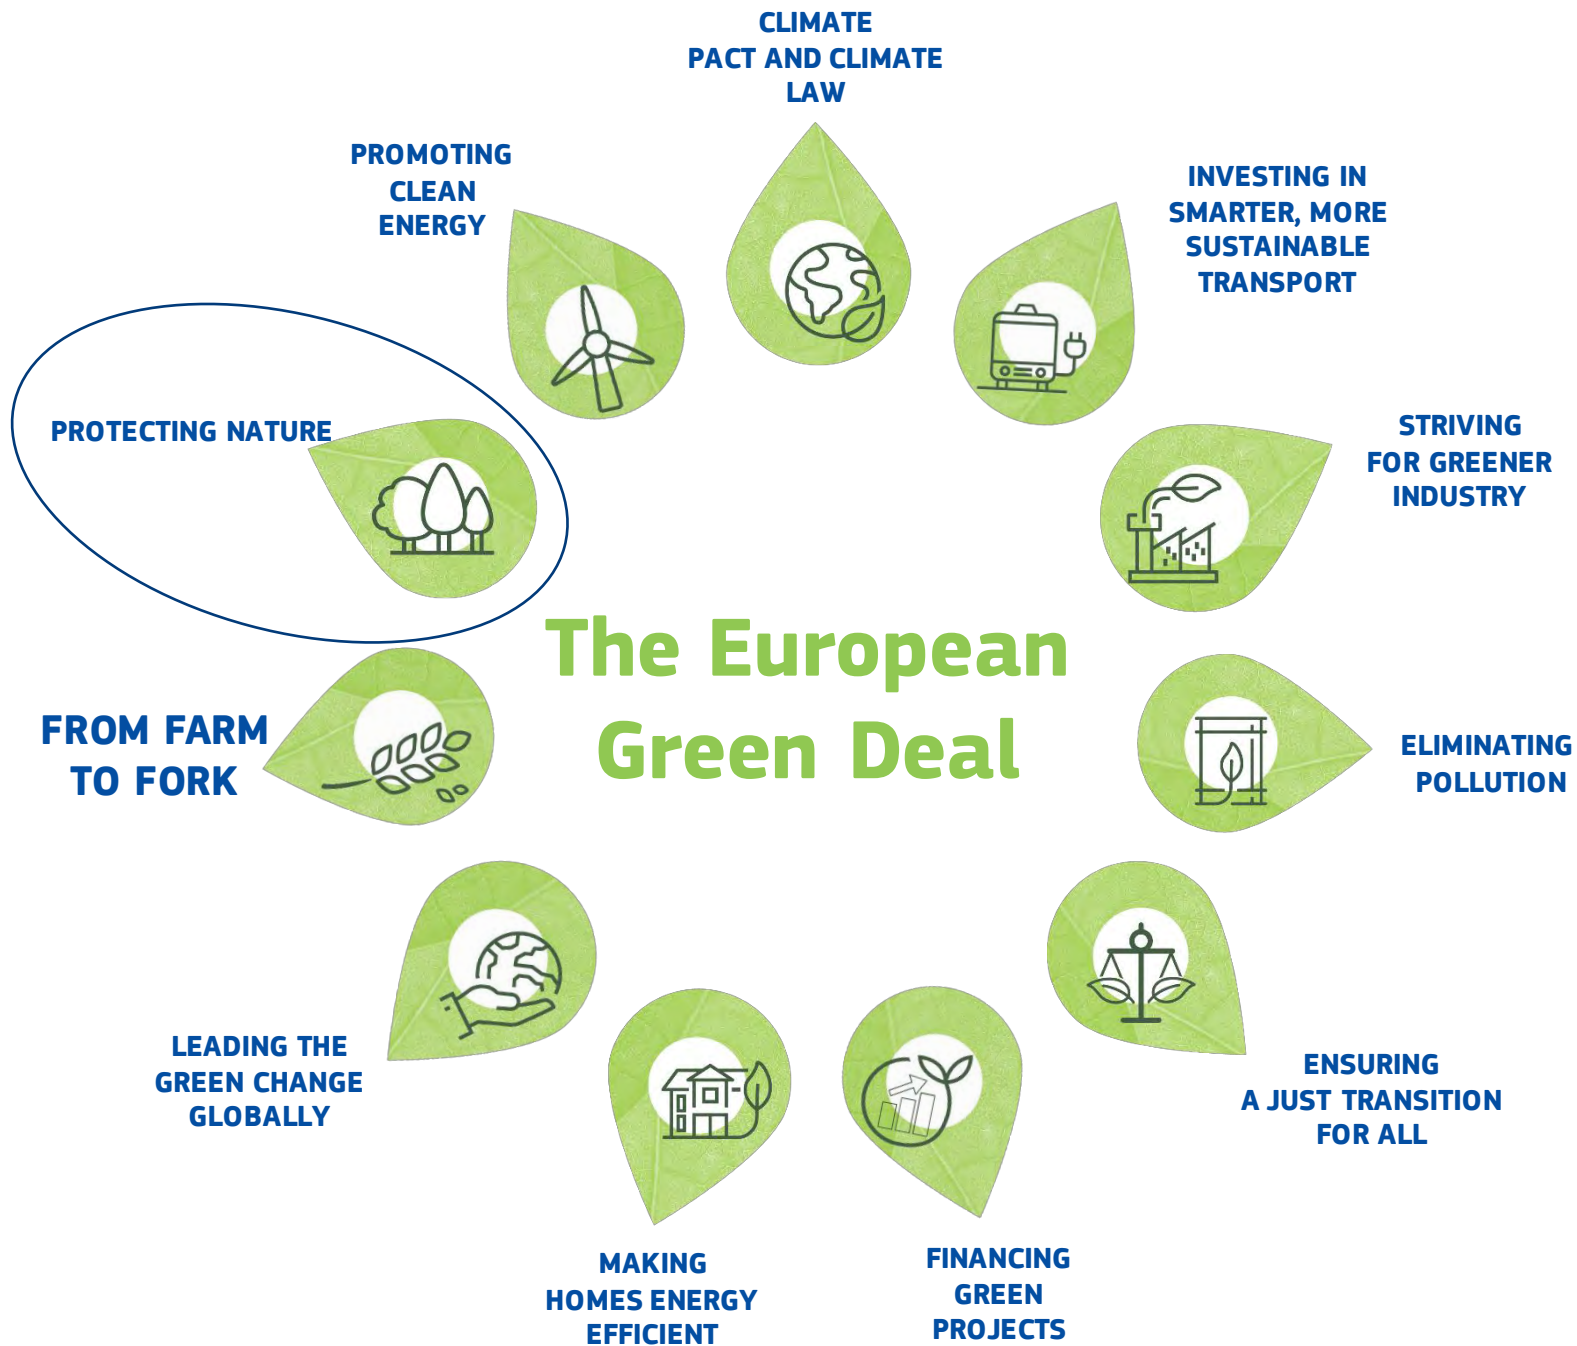 CLIMATE
PACT AND CLIMATE
LAW
PROMOTING
CLEAN
ENERGY
INVESTING IN
SMARTER, MORE
SUSTAINABLE
TRANSPORT
PROTECTING NATURE
STRIVING
FOR GREENER
INDUSTRY
The European
Green Deal
FROM FARM
TO FORK
ELIMINATING
POLLUTION
LEADING THE
GREEN CHANGE
GLOBALLY
ENSURING
A JUST TRANSITION
FOR ALL
MAKING
HOMES ENERGY
EFFICIENT
FINANCING
GREEN
PROJECTS